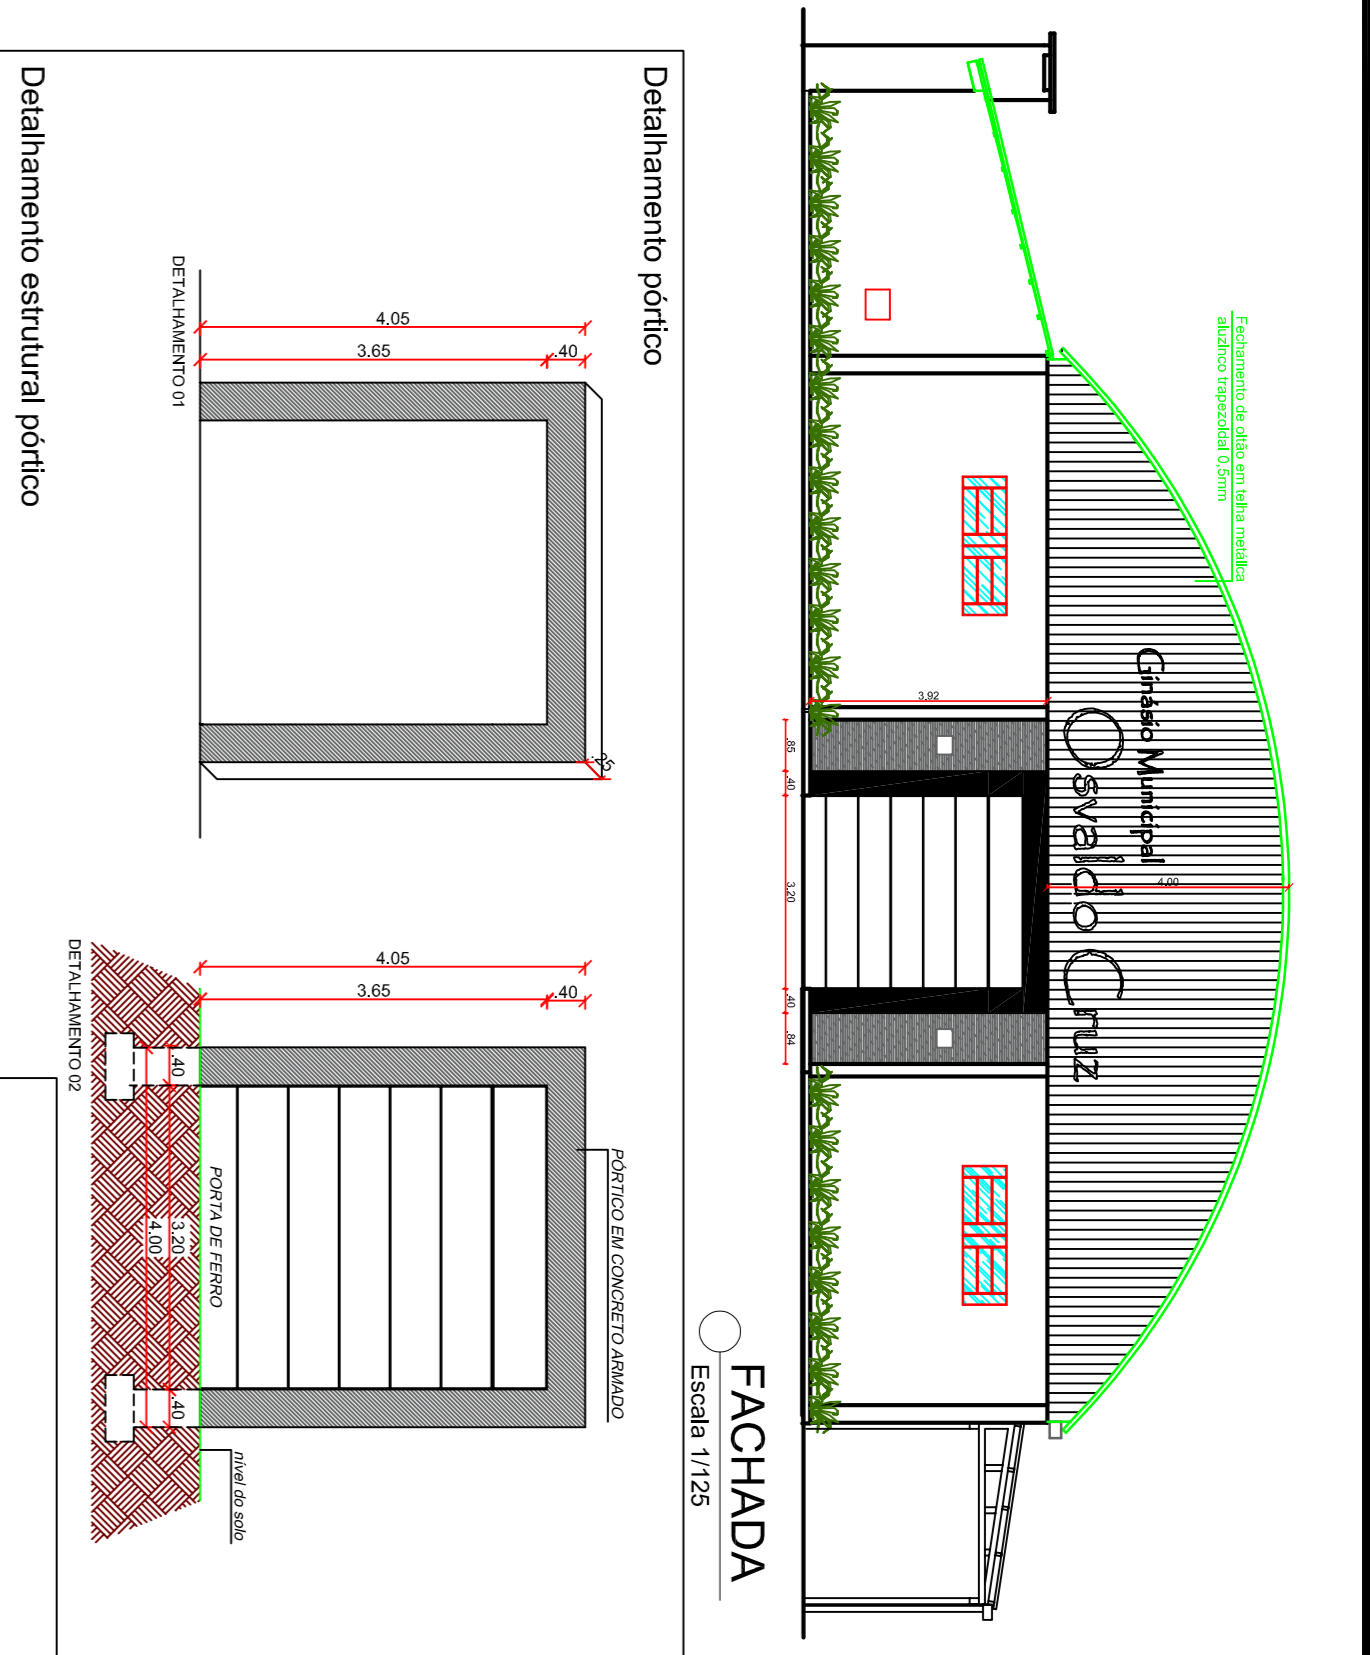 Fechamento de oitão em telha metálica
aluzinco trapezoidal 0,5mm
Ginásio Municipal
Osvaldo Cruz
4.00
3.92
.85
.40
3.20
.40
.84
FACHADA
Escala 1/125
Detalhamento pórtico
4.05
3.65
.40
.25
DETALHAMENTO 01
4.05
3.65
.40
PÓRTICO EM CONCRETO ARMADO
PORTA DE FERRO
nível do solo
.40
3.20
.40
4.00
DETALHAMENTO 02
Detalhamento estrutural pórtico